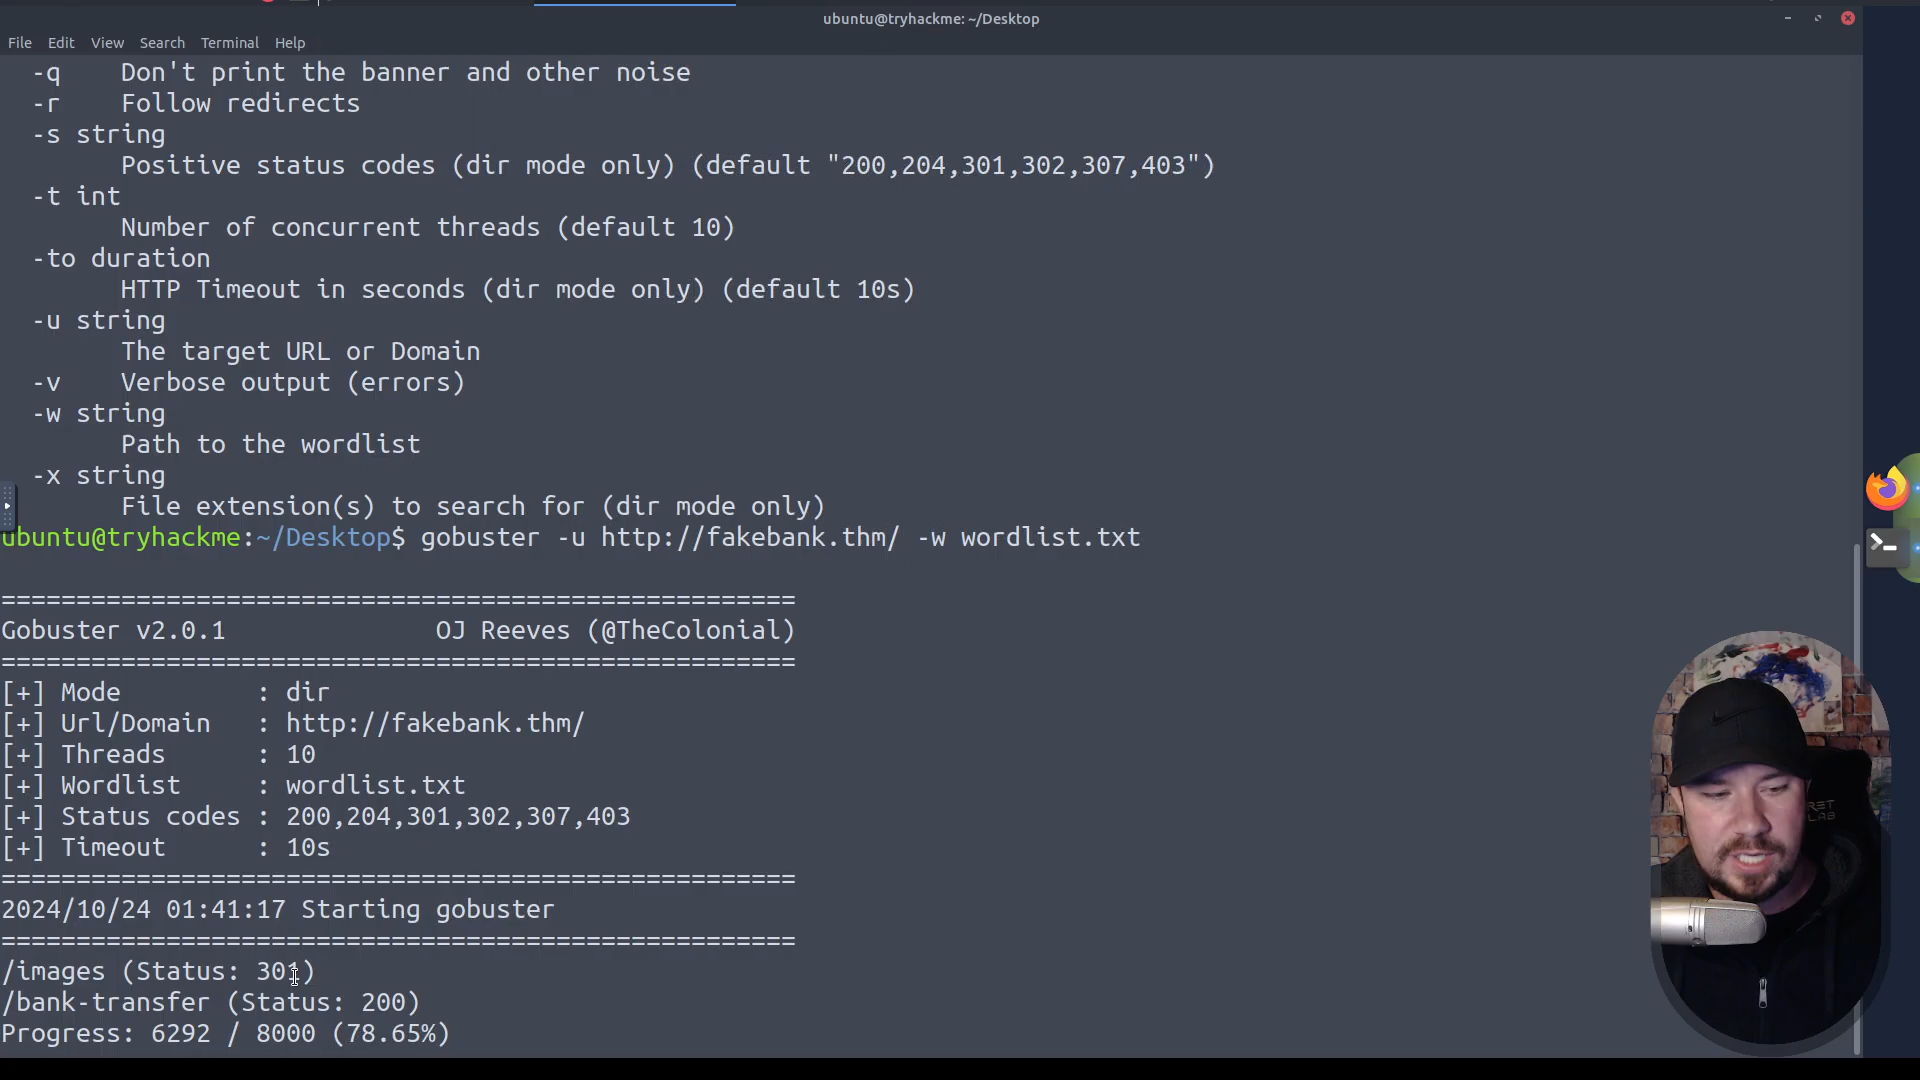 ubuntu@tryhackme: ~/Desktop
File Edit View Search Terminal Help
-q Don't print the banner and other noise
-r Follow redirects
-s string
Positive status codes (dir mode only) (default "200,204,301,302,307,403")
-t int
Number of concurrent threads (default 10)
-to duration
HTTP Timeout in seconds (dir mode only) (default 10s)
-u string
The target URL or Domain
-v Verbose output (errors)
-w string
Path to the wordlist
-x string
File extension(s) to search for (dir mode only)
ubuntu@tryhackme:~/Desktop$ gobuster -u http://fakebank.thm/ -w wordlist.txt
=====================================================
Gobuster v2.0.1 OJ Reeves (@TheColonial)
=====================================================
[+] Mode : dir
[+] Url/Domain : http://fakebank.thm/
[+] Threads : 10
[+] Wordlist : wordlist.txt
[+] Status codes : 200,204,301,302,307,403
[+] Timeout : 10s
=====================================================
2024/10/24 01:41:17 Starting gobuster
=====================================================
/images (Status: 301)
/bank-transfer (Status: 200)
Progress: 6292 / 8000 (78.65%)